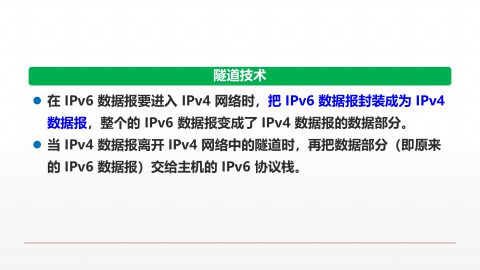 隧道技术
在 IPv6 数据报要进入 IPv4 网络时，把 IPv6 数据报封装成为 IPv4
数据报，整个的 IPv6 数据报变成了 IPv4 数据报的数据部分。
当 IPv4 数据报离开 IPv4 网络中的隧道时，再把数据部分（即原来
的 IPv6 数据报）交给主机的 IPv6 协议栈。